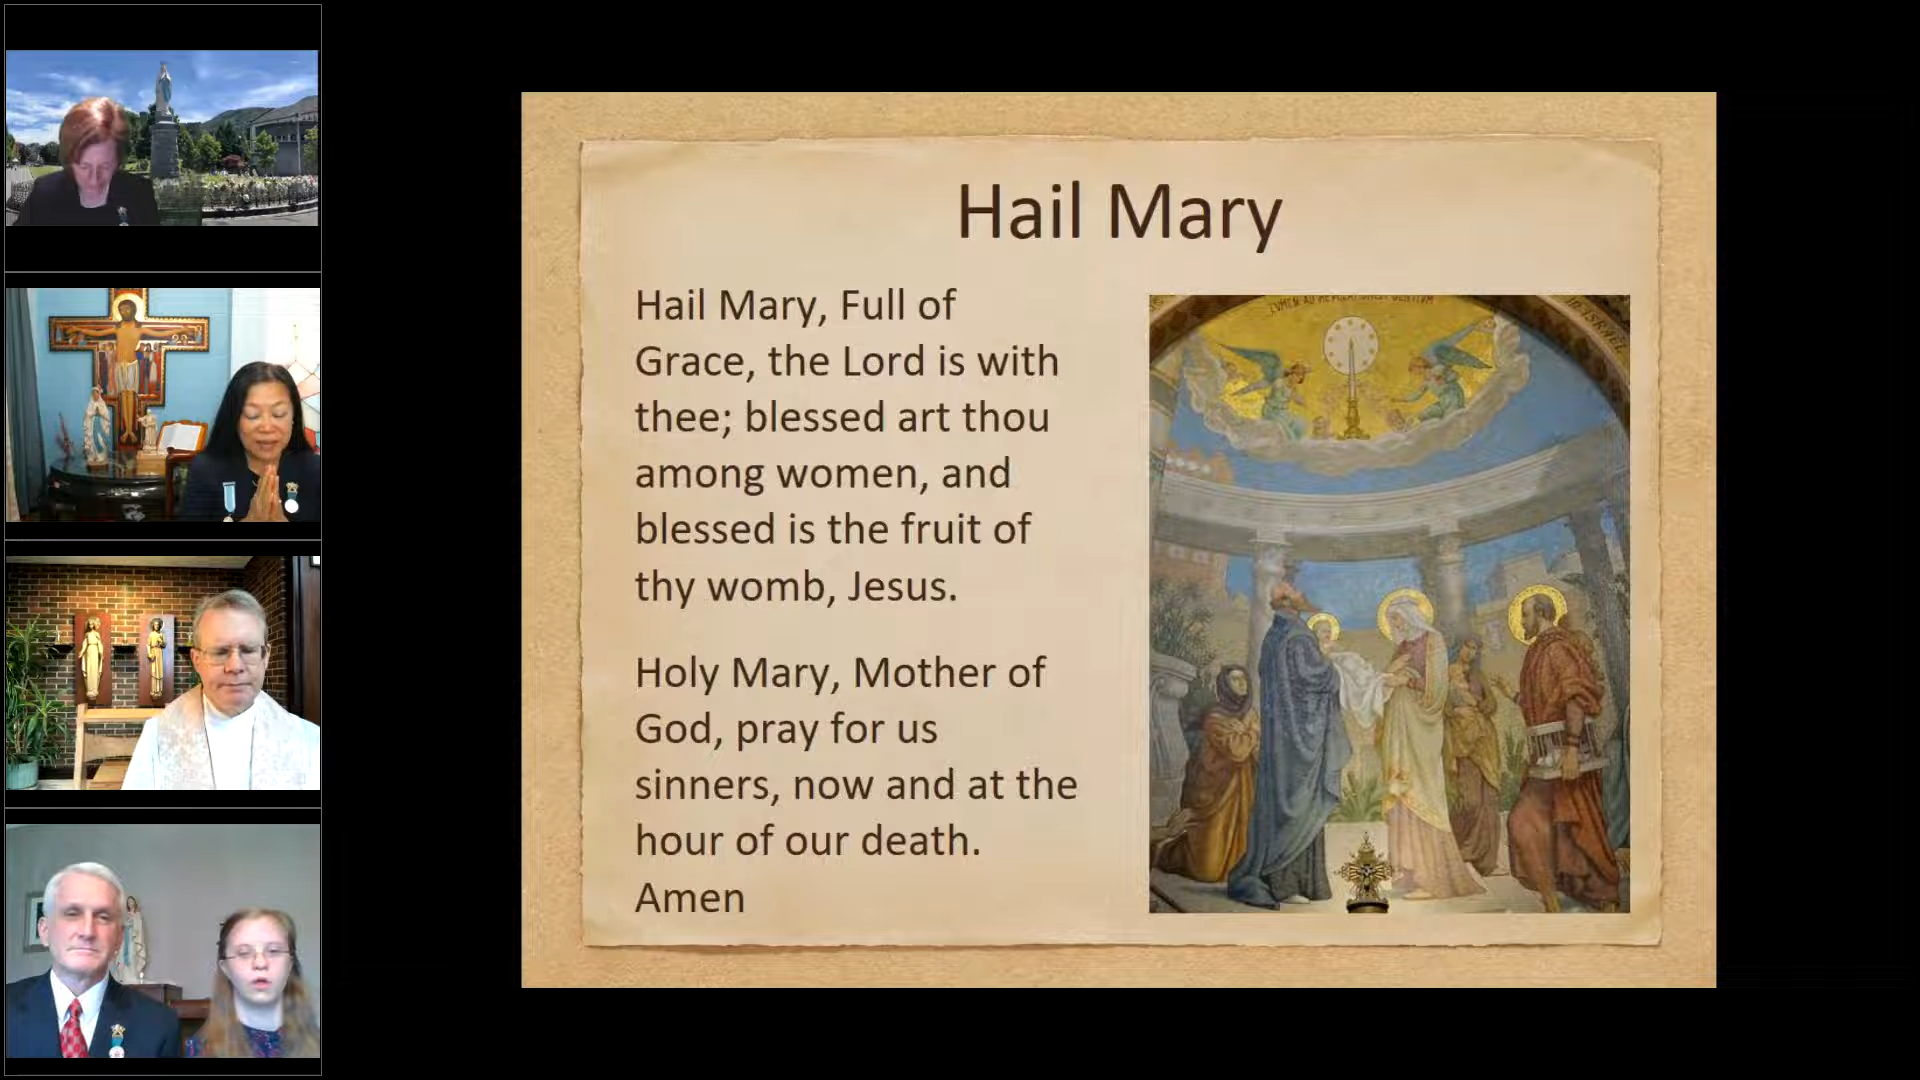 Hail Mary
Hail Mary, Full of
Grace, the Lord is with
thee; blessed art thou
among women, and
blessed is the fruit of
thy womb, Jesus.
Holy Mary, Mother of
God, pray for us
sinners, now and at the
hour of our death.
Amen